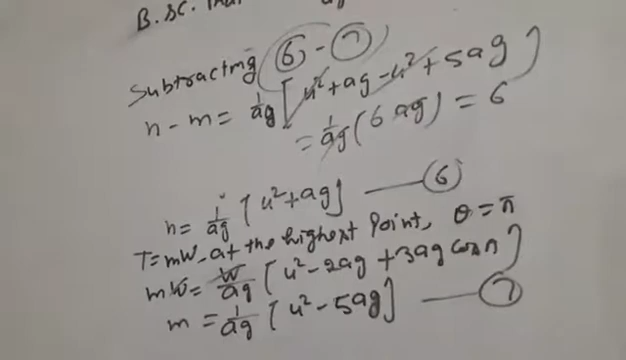 B.SC.
Subtracting ⑥ - ⑦
n - m = 1/ag [u² + ag - u² + 5ag]
= 1/ag (6ag) = 6
n = 1/ag [u² + ag] —— ⑥
T = mW at the highest point, θ = π
mW = W/ag [u² - 2ag + 3ag cos π]
m = 1/ag [u² - 5ag] —— ⑦